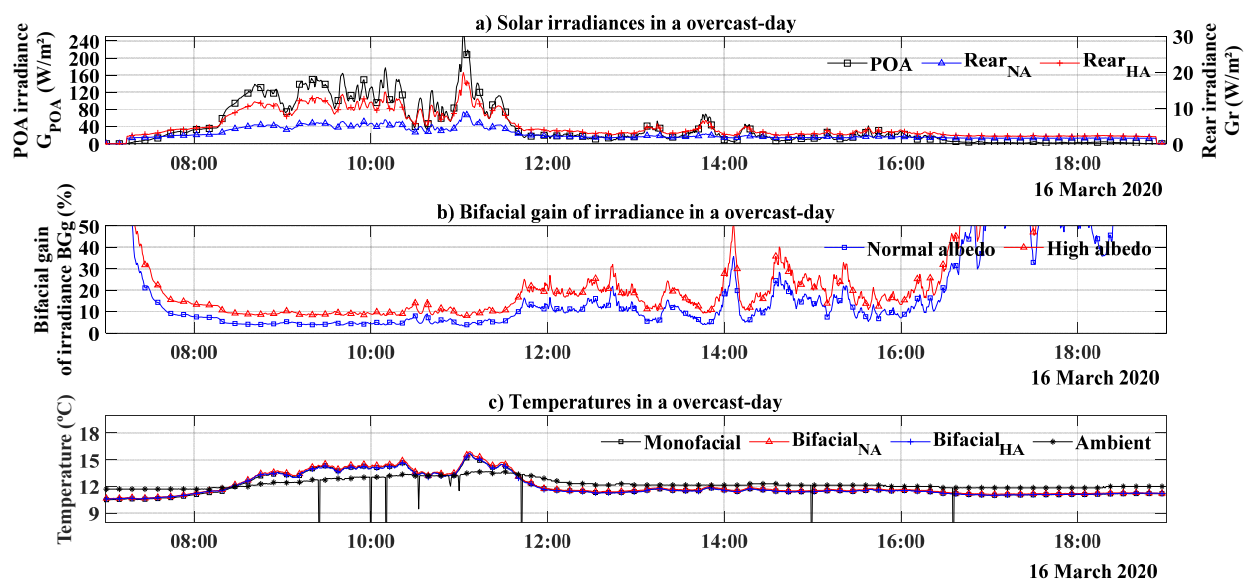 a) Solar irradiances in a overcast-day
POA irradiance
G_POA (W/m²)
240
200
160
120
80
40
0
POA
Rear_NA
Rear_HA
30
20
10
0
Rear irradiance
Gr (W/m²)
08:00 10:00 12:00 14:00 16:00 18:00
16 March 2020
b) Bifacial gain of irradiance in a overcast-day
Bifacial gain
of irradiance BGg (%)
50
40
30
20
10
0
Normal albedo
High albedo
08:00 10:00 12:00 14:00 16:00 18:00
16 March 2020
c) Temperatures in a overcast-day
Temperature (ºC)
18
15
12
9
Monofacial
Bifacial_NA
Bifacial_HA
Ambient
08:00 10:00 12:00 14:00 16:00 18:00
16 March 2020